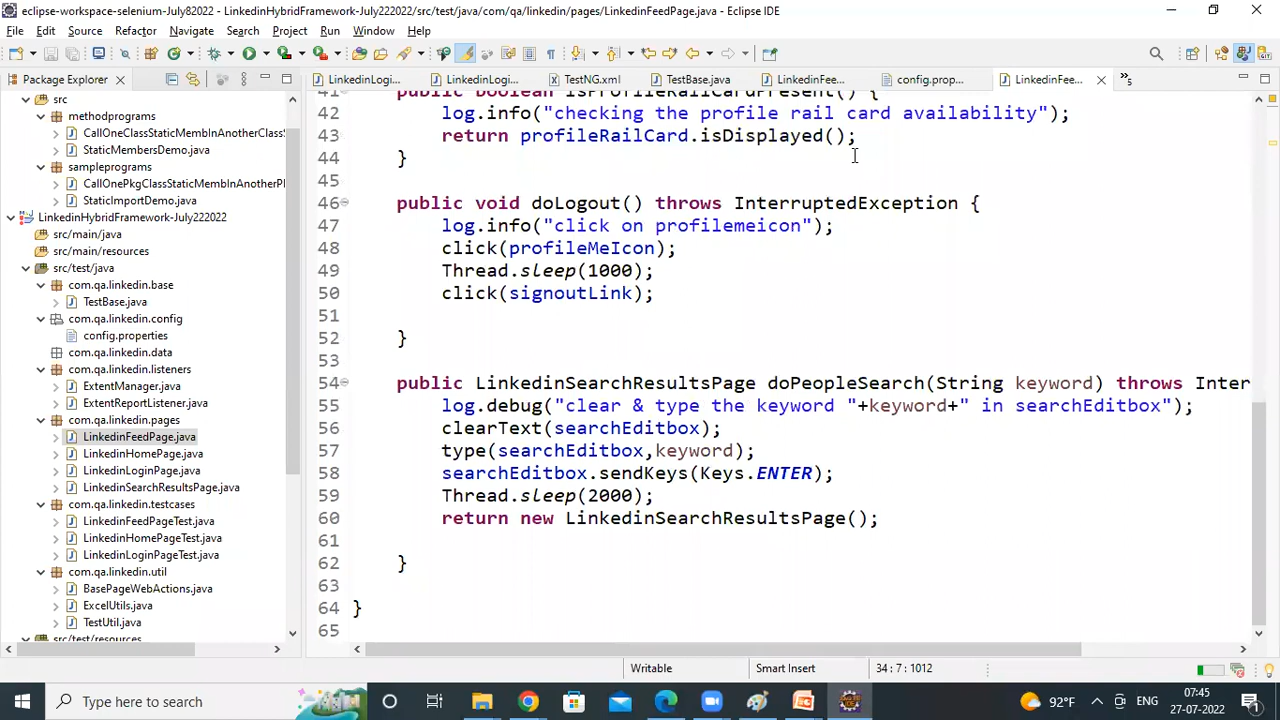 eclipse-workspace-selenium-July82022 - LinkedinHybridFramework-July222022/src/test/java/com/qa/linkedin/pages/LinkedinFeedPage.java - Eclipse IDE
File Edit Source Refactor Navigate Search Project Run Window Help
Package Explorer
LinkedinLogi... LinkedinLogi... TestNG.xml TestBase.java LinkedinFee... config.prop... LinkedinFee... »5
src
methodprograms
CallOneClassStaticMembInAnotherClass
StaticMembersDemo.java
sampleprograms
CallOnePkgClassStaticMembInAnotherPl
StaticImportDemo.java
LinkedinHybridFramework-July222022
src/main/java
src/main/resources
src/test/java
com.qa.linkedin.base
TestBase.java
com.qa.linkedin.config
config.properties
com.qa.linkedin.data
com.qa.linkedin.listeners
ExtentManager.java
ExtentReportListener.java
com.qa.linkedin.pages
LinkedinFeedPage.java
LinkedinHomePage.java
LinkedinLoginPage.java
LinkedinSearchResultsPage.java
com.qa.linkedin.testcases
LinkedinFeedPageTest.java
LinkedinHomePageTest.java
LinkedinLoginPageTest.java
com.qa.linkedin.util
BasePageWebActions.java
ExcelUtils.java
TestUtil.java
src/test/resources
41 public boolean isProfileRailCardPresent() {
42 log.info("checking the profile rail card availability");
43 return profileRailCard.isDisplayed();
44 }
45
46 public void doLogout() throws InterruptedException {
47 log.info("click on profilemeicon");
48 click(profileMeIcon);
49 Thread.sleep(1000);
50 click(signoutLink);
51
52 }
53
54 public LinkedinSearchResultsPage doPeopleSearch(String keyword) throws Inter
55 log.debug("clear & type the keyword "+keyword+" in searchEditbox");
56 clearText(searchEditbox);
57 type(searchEditbox,keyword);
58 searchEditbox.sendKeys(Keys.ENTER);
59 Thread.sleep(2000);
60 return new LinkedinSearchResultsPage();
61
62 }
63
64 }
65
Writable Smart Insert 34 : 7 : 1012
Type here to search
92°F ENG 07:45
27-07-2022